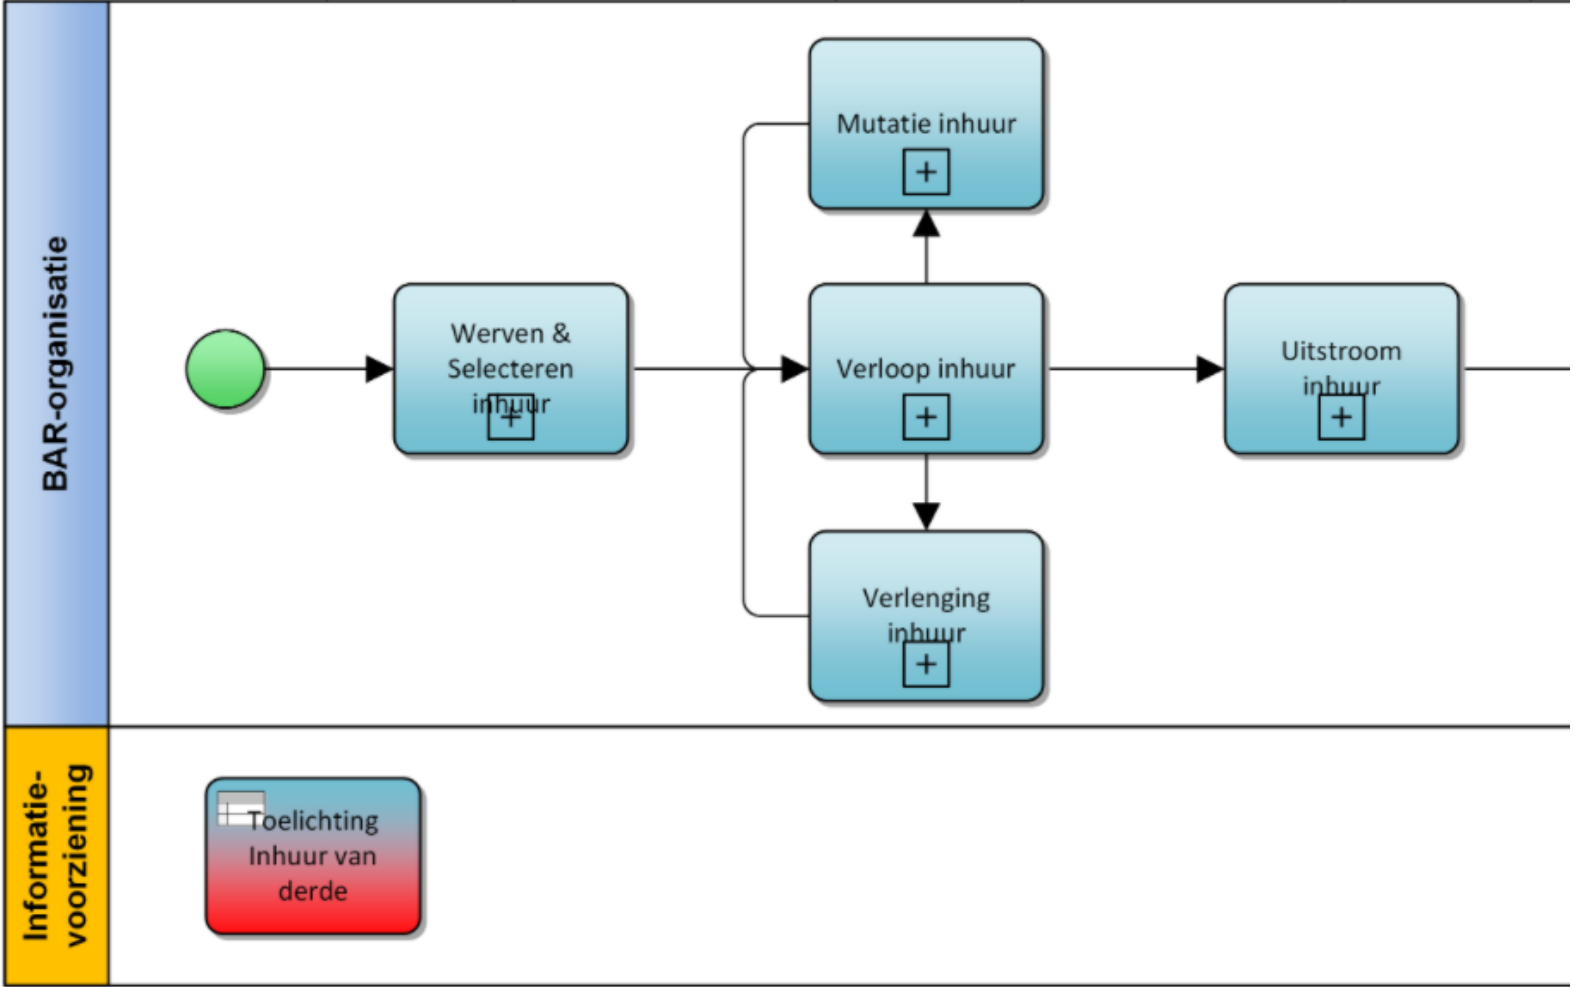 BAR-organisatie
Mutatie inhuur
Werven &
Selecteren
inhuur
Verloop inhuur
Uitstroom
inhuur
Verlenging
inhuur
Informatie-
voorziening
Toelichting
Inhuur van
derde